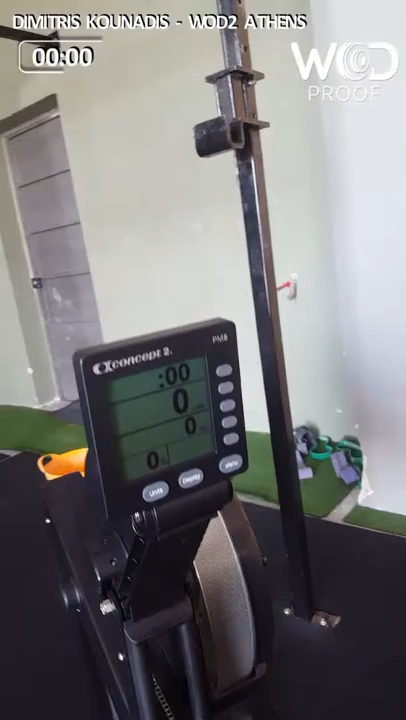 DIMITRIS KOUNADIS - WOD2 ATHENS
00:00
WOD
PROOF
concept 2.
PM5
:00
0
0
0
Units
Display
Menu